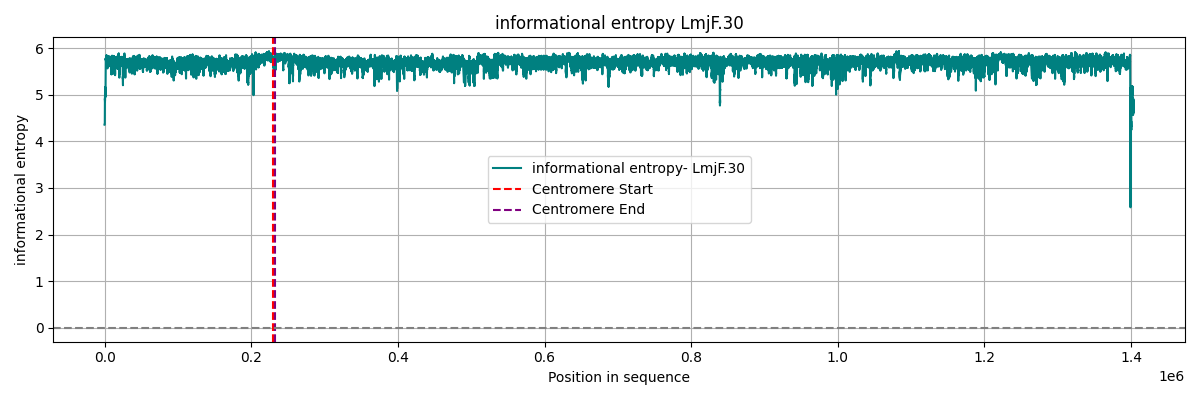 informational entropy LmjF.30
informational entropy
6
5
4
3
2
1
0
informational entropy- LmjF.30
Centromere Start
Centromere End
0.0 0.2 0.4 0.6 0.8 1.0 1.2 1.4
1e6
Position in sequence